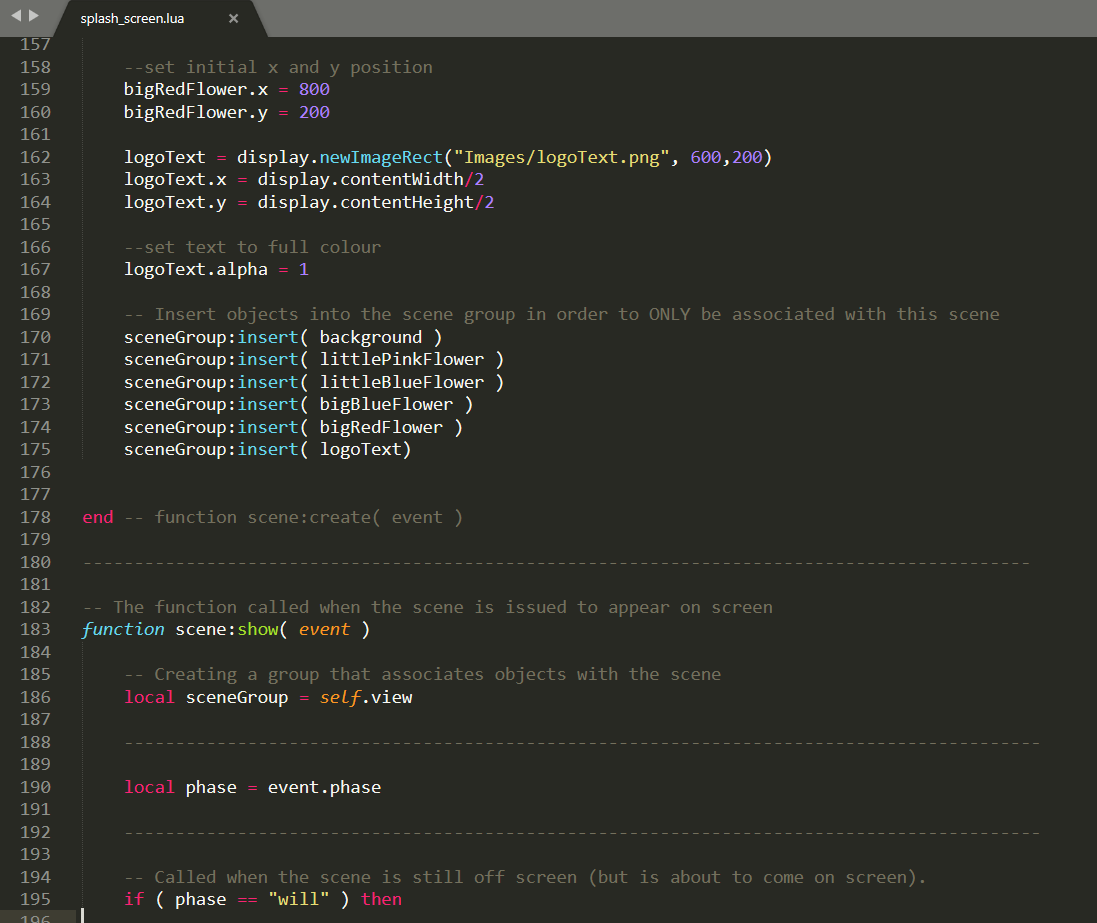 splash_screen.lua ×
157
158 --set initial x and y position
159 bigRedFlower.x = 800
160 bigRedFlower.y = 200
161
162 logoText = display.newImageRect("Images/logoText.png", 600,200)
163 logoText.x = display.contentWidth/2
164 logoText.y = display.contentHeight/2
165
166 --set text to full colour
167 logoText.alpha = 1
168
169 -- Insert objects into the scene group in order to ONLY be associated with this scene
170 sceneGroup:insert( background )
171 sceneGroup:insert( littlePinkFlower )
172 sceneGroup:insert( littleBlueFlower )
173 sceneGroup:insert( bigBlueFlower )
174 sceneGroup:insert( bigRedFlower )
175 sceneGroup:insert( logoText)
176
177
178 end -- function scene:create( event )
179
180 --------------------------------------------------------------------------------------------
181
182 -- The function called when the scene is issued to appear on screen
183 function scene:show( event )
184
185 -- Creating a group that associates objects with the scene
186 local sceneGroup = self.view
187
188 -----------------------------------------------------------------------------------------
189
190 local phase = event.phase
191
192 -----------------------------------------------------------------------------------------
193
194 -- Called when the scene is still off screen (but is about to come on screen).
195 if ( phase == "will" ) then
196